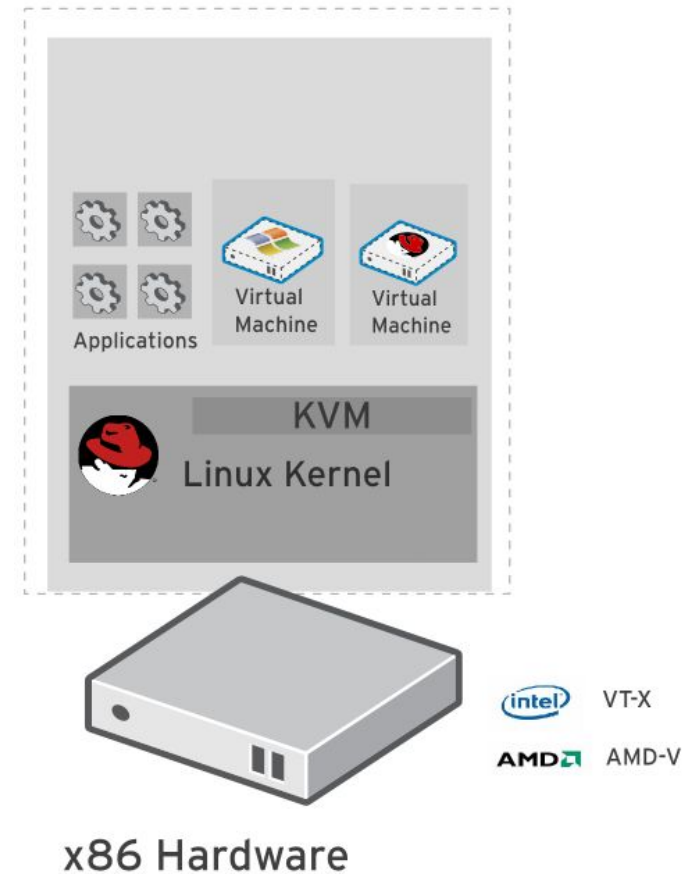 Applications
Virtual
Machine
Virtual
Machine
KVM
Linux Kernel
intel
VT-X
AMD
AMD-V
x86 Hardware